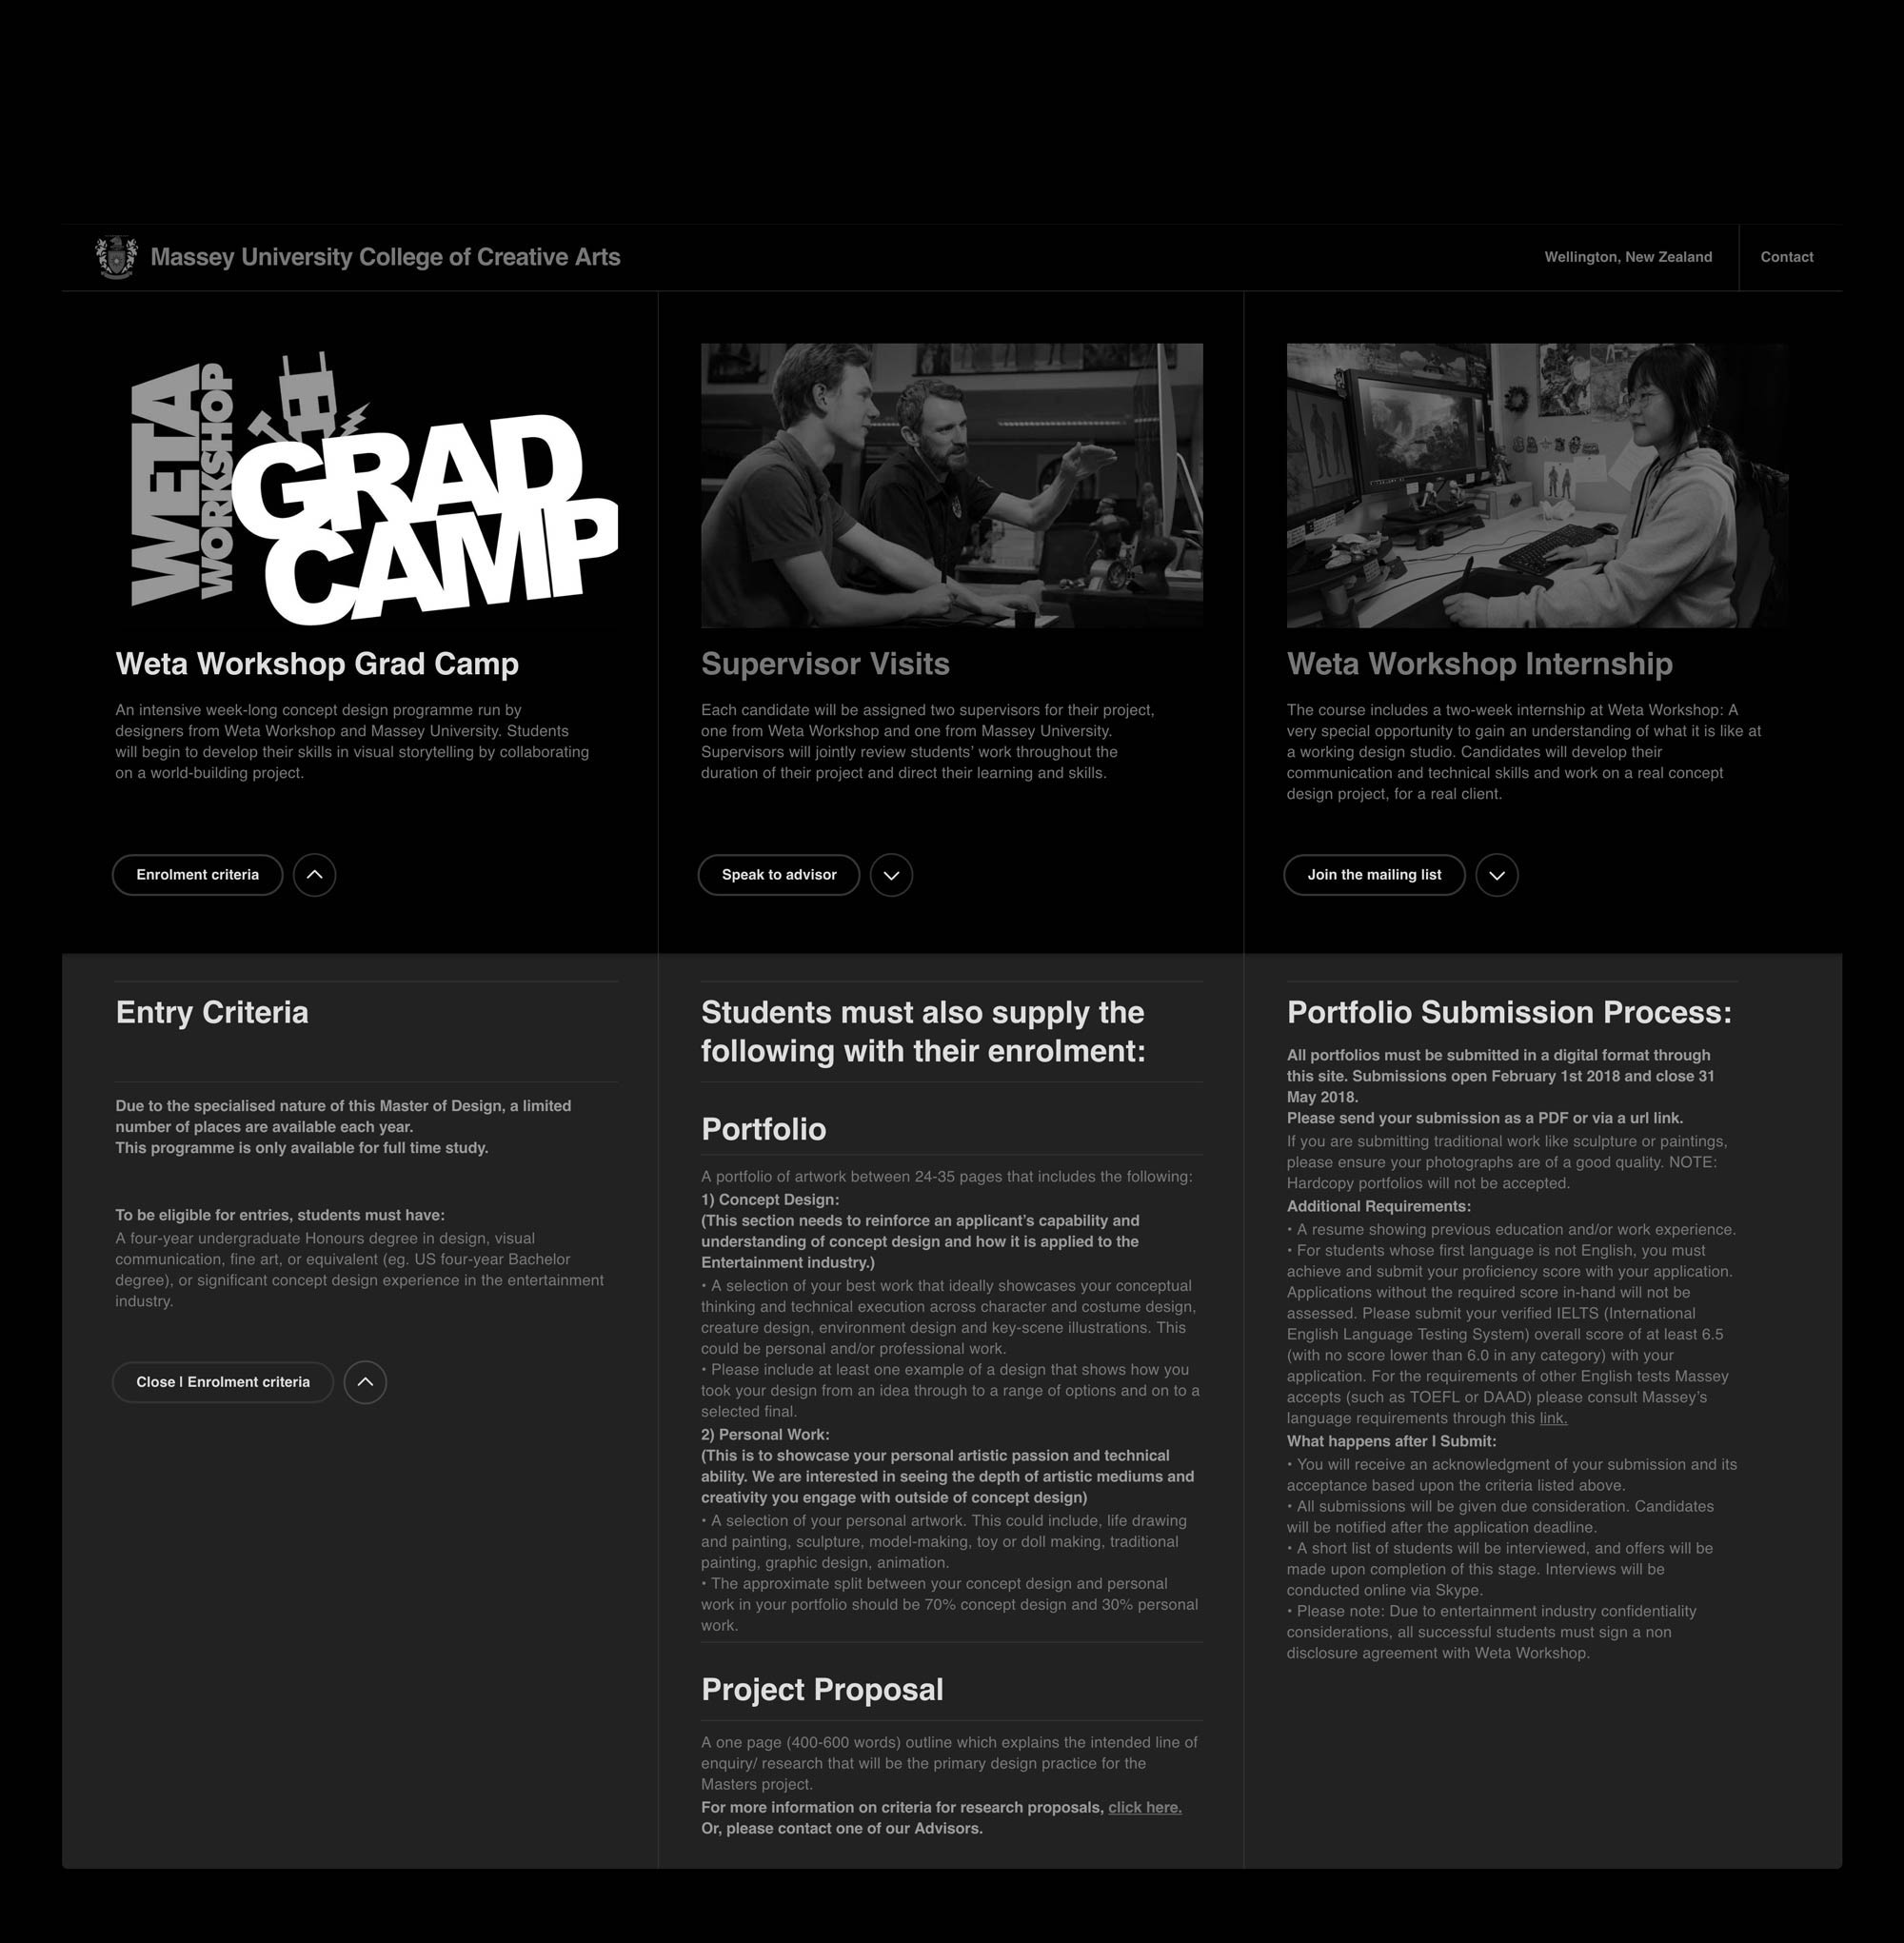 Massey University College of Creative Arts
Wellington, New Zealand
Contact
WETA
WORKSHOP
GRAD
CAMP
Weta Workshop Grad Camp
An intensive week-long concept design programme run by
designers from Weta Workshop and Massey University. Students
will begin to develop their skills in visual storytelling by collaborating
on a world-building project.
Enrolment criteria
Supervisor Visits
Each candidate will be assigned two supervisors for their project,
one from Weta Workshop and one from Massey University.
Supervisors will jointly review students’ work throughout the
duration of their project and direct their learning and skills.
Speak to advisor
Weta Workshop Internship
The course includes a two-week internship at Weta Workshop: A
very special opportunity to gain an understanding of what it is like at
a working design studio. Candidates will develop their
communication and technical skills and work on a real concept
design project, for a real client.
Join the mailing list
Entry Criteria
Due to the specialised nature of this Master of Design, a limited
number of places are available each year.
This programme is only available for full time study.
To be eligible for entries, students must have:
A four-year undergraduate Honours degree in design, visual
communication, fine art, or equivalent (eg. US four-year Bachelor
degree), or significant concept design experience in the entertainment
industry.
Close | Enrolment criteria
Students must also supply the
following with their enrolment:
Portfolio
A portfolio of artwork between 24-35 pages that includes the following:
1) Concept Design:
(This section needs to reinforce an applicant’s capability and
understanding of concept design and how it is applied to the
Entertainment industry.)
• A selection of your best work that ideally showcases your conceptual
thinking and technical execution across character and costume design,
creature design, environment design and key-scene illustrations. This
could be personal and/or professional work.
• Please include at least one example of a design that shows how you
took your design from an idea through to a range of options and on to a
selected final.
2) Personal Work:
(This is to showcase your personal artistic passion and technical
ability. We are interested in seeing the depth of artistic mediums and
creativity you engage with outside of concept design)
• A selection of your personal artwork. This could include, life drawing
and painting, sculpture, model-making, toy or doll making, traditional
painting, graphic design, animation.
• The approximate split between your concept design and personal
work in your portfolio should be 70% concept design and 30% personal
work.
Project Proposal
A one page (400-600 words) outline which explains the intended line of
enquiry/ research that will be the primary design practice for the
Masters project.
For more information on criteria for research proposals, click here.
Or, please contact one of our Advisors.
Portfolio Submission Process:
All portfolios must be submitted in a digital format through
this site. Submissions open February 1st 2018 and close 31
May 2018.
Please send your submission as a PDF or via a url link.
If you are submitting traditional work like sculpture or paintings,
please ensure your photographs are of a good quality. NOTE:
Hardcopy portfolios will not be accepted.
Additional Requirements:
• A resume showing previous education and/or work experience.
• For students whose first language is not English, you must
achieve and submit your proficiency score with your application.
Applications without the required score in-hand will not be
assessed. Please submit your verified IELTS (International
English Language Testing System) overall score of at least 6.5
(with no score lower than 6.0 in any category) with your
application. For the requirements of other English tests Massey
accepts (such as TOEFL or DAAD) please consult Massey’s
language requirements through this link.
What happens after I Submit:
• You will receive an acknowledgment of your submission and its
acceptance based upon the criteria listed above.
• All submissions will be given due consideration. Candidates
will be notified after the application deadline.
• A short list of students will be interviewed, and offers will be
made upon completion of this stage. Interviews will be
conducted online via Skype.
• Please note: Due to entertainment industry confidentiality
considerations, all successful students must sign a non
disclosure agreement with Weta Workshop.